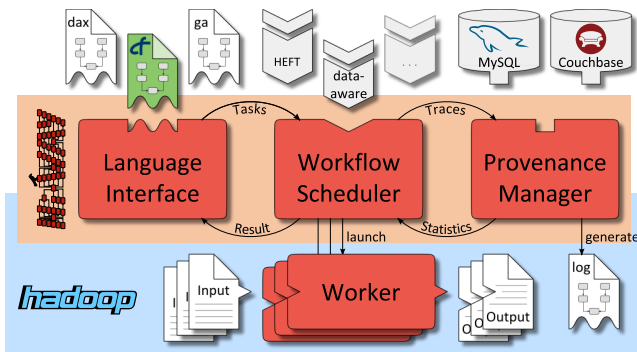 dax
cf
ga
HEFT
data-
aware
...
MySQL
Couchbase
Tasks
Traces
Language
Interface
Workflow
Scheduler
Provenance
Manager
Result
Statistics
launch
generate
hadoop
I
I
Input
Worker
O
O
Output
log